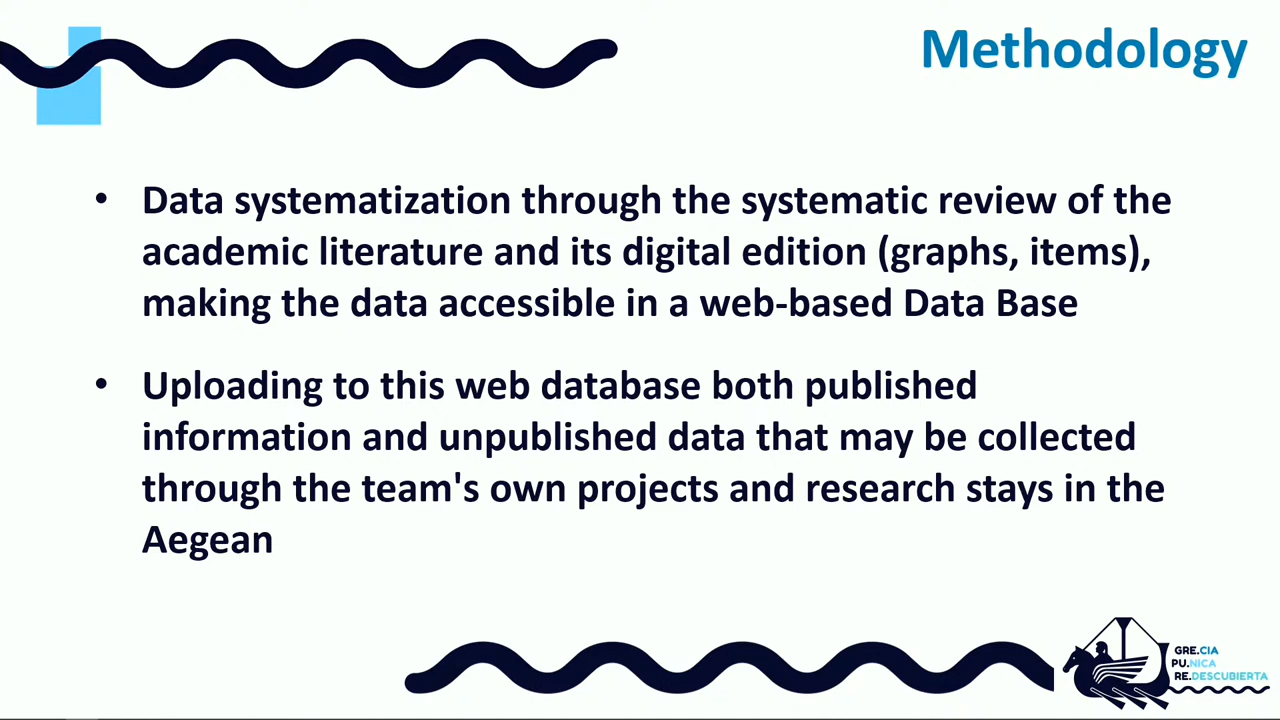 Methodology
• Data systematization through the systematic review of the
academic literature and its digital edition (graphs, items),
making the data accessible in a web-based Data Base
• Uploading to this web database both published
information and unpublished data that may be collected
through the team's own projects and research stays in the
Aegean
GRE.CIA
PU.NICA
RE.DESCUBIERTA